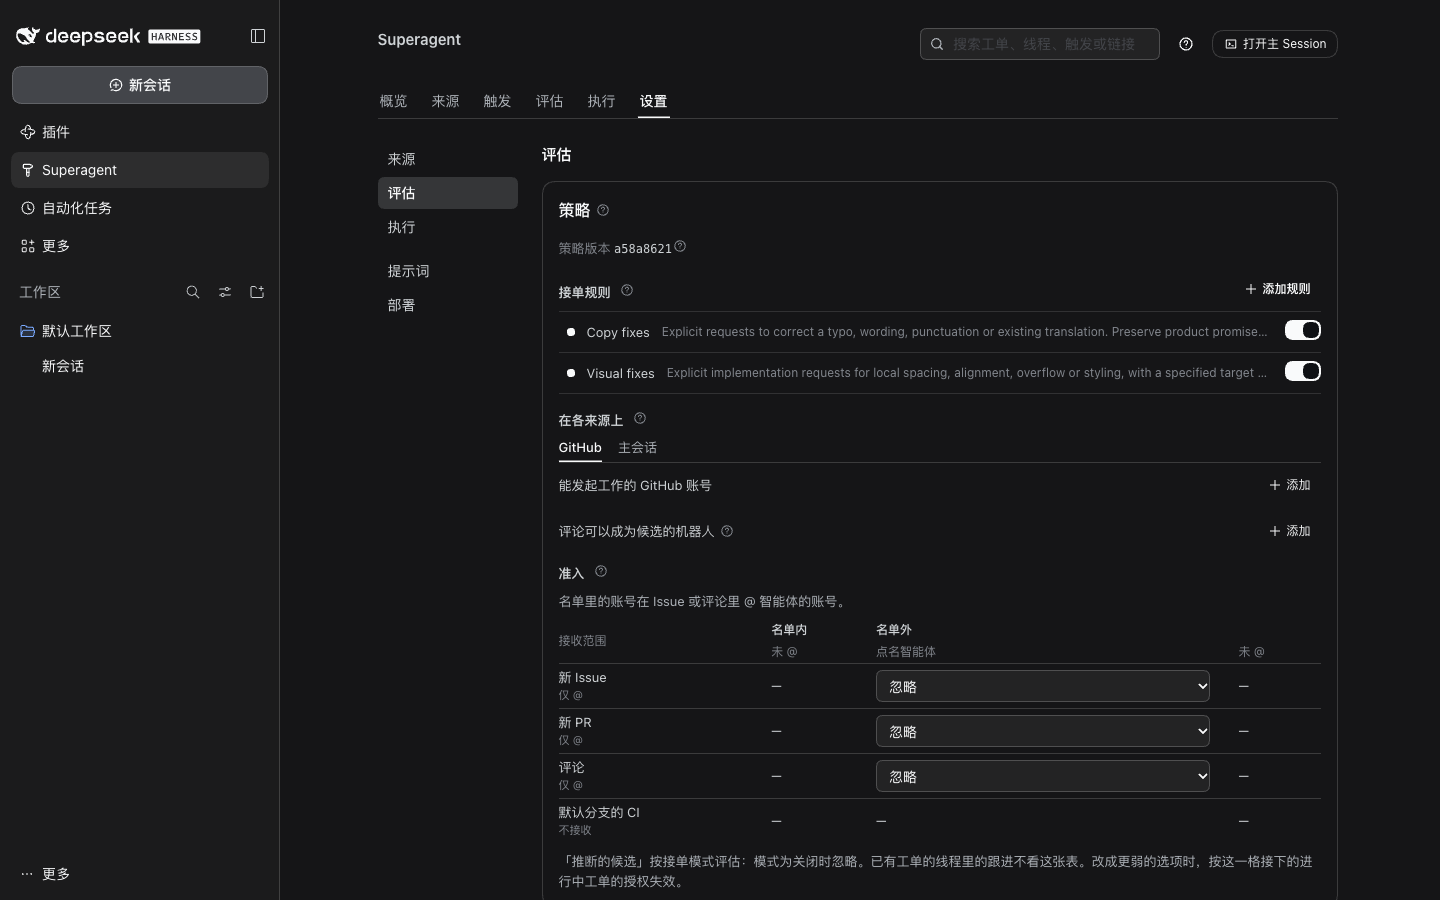 deepseek HARNESS
新会话
插件
Superagent
自动化任务
更多
工作区
默认工作区
新会话
更多
Superagent
搜索工单、线程、触发或链接
打开主 Session
概览 来源 触发 评估 执行 设置
来源
评估
执行
提示词
部署
评估
策略
策略版本 a58a8621
接单规则
添加规则
Copy fixes Explicit requests to correct a typo, wording, punctuation or existing translation. Preserve product promise...
Visual fixes Explicit implementation requests for local spacing, alignment, overflow or styling, with a specified target ...
在各来源上
GitHub 主会话
能发起工作的 GitHub 账号 添加
评论可以成为候选的机器人 添加
准入
名单里的账号在 Issue 或评论里 @ 智能体的账号。
接收范围 名单内 名单外
未 @ 点名智能体 未 @
新 Issue
仅 @
— 忽略 —
新 PR
仅 @
— 忽略 —
评论
仅 @
— 忽略 —
默认分支的 CI
不接收
— — —
「推断的候选」按接单模式评估：模式为关闭时忽略。已有工单的线程里的跟进不看这张表。改成更弱的选项时，按这一格接下的进
行中工单的授权失效。